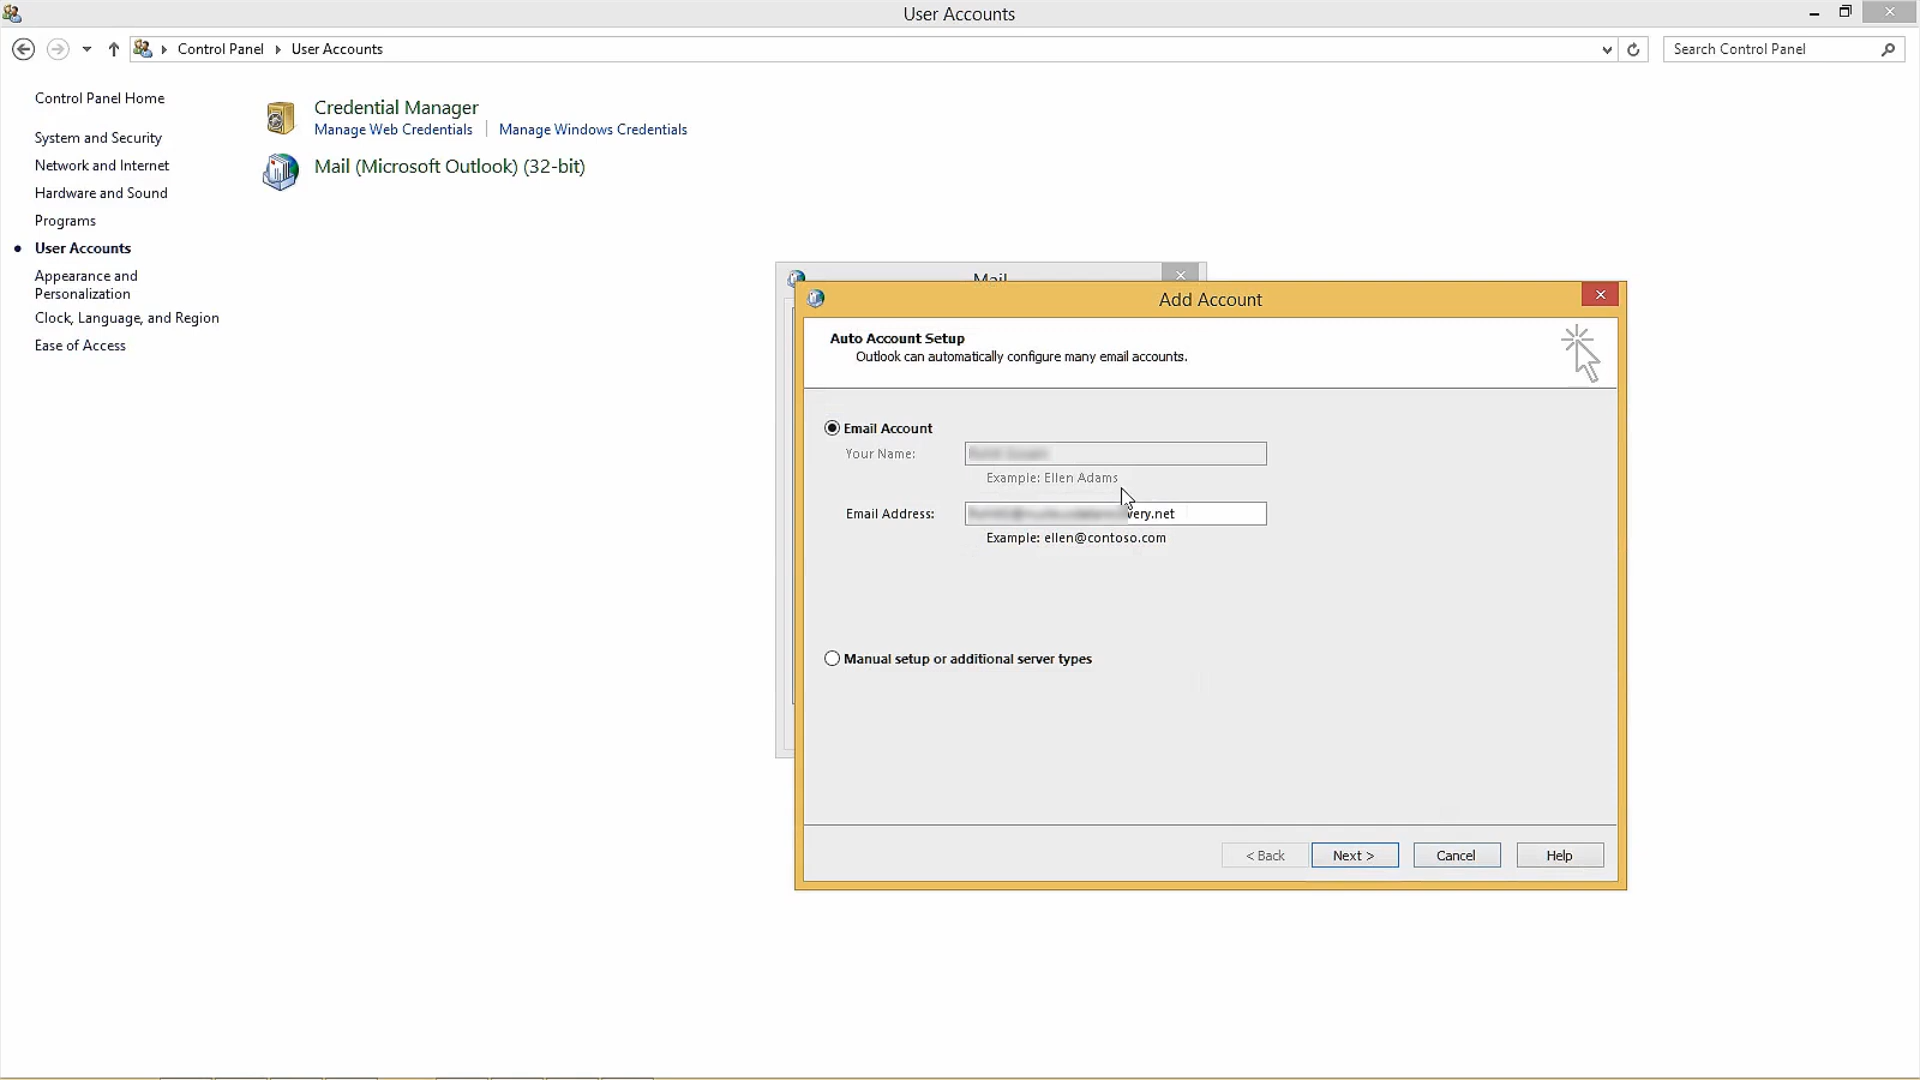 User Accounts
Control Panel
User Accounts
Search Control Panel
Control Panel Home
System and Security
Network and Internet
Hardware and Sound
Programs
User Accounts
Appearance and
Personalization
Clock, Language, and Region
Ease of Access
Credential Manager
Manage Web Credentials
Manage Windows Credentials
Mail (Microsoft Outlook) (32-bit)
Mail
Add Account
Auto Account Setup
Outlook can automatically configure many email accounts.
Email Account
Your Name:
Example: Ellen Adams
Email Address:
very.net
Example: ellen@contoso.com
Manual setup or additional server types
< Back
Next >
Cancel
Help